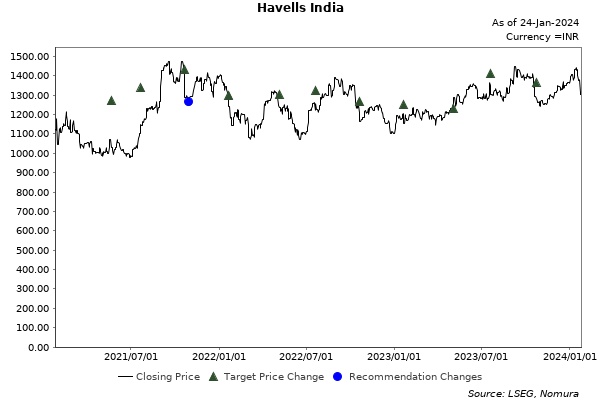 Havells India
As of 24-Jan-2024
Currency =INR
1500.00
1400.00
1300.00
1200.00
1100.00
1000.00
900.00
800.00
700.00
600.00
500.00
400.00
300.00
200.00
100.00
0.00
2021/07/01 2022/01/01 2022/07/01 2023/01/01 2023/07/01 2024/01/01
Closing Price Target Price Change Recommendation Changes
Source: LSEG, Nomura